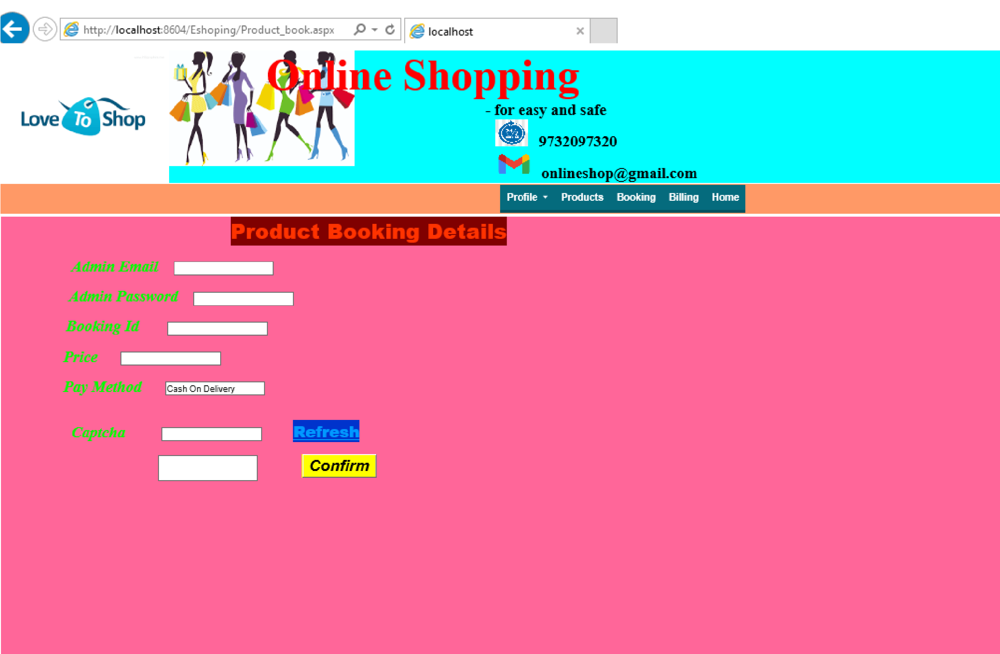 http://localhost:8604/Eshoping/Product_book.aspx
localhost
Online Shopping
- for easy and safe
Love To Shop
9732097320
onlineshop@gmail.com
Profile Products Booking Billing Home
Product Booking Details
Admin Email
Admin Password
Booking Id
Price
Pay Method Cash On Delivery
Captcha Refresh
Confirm